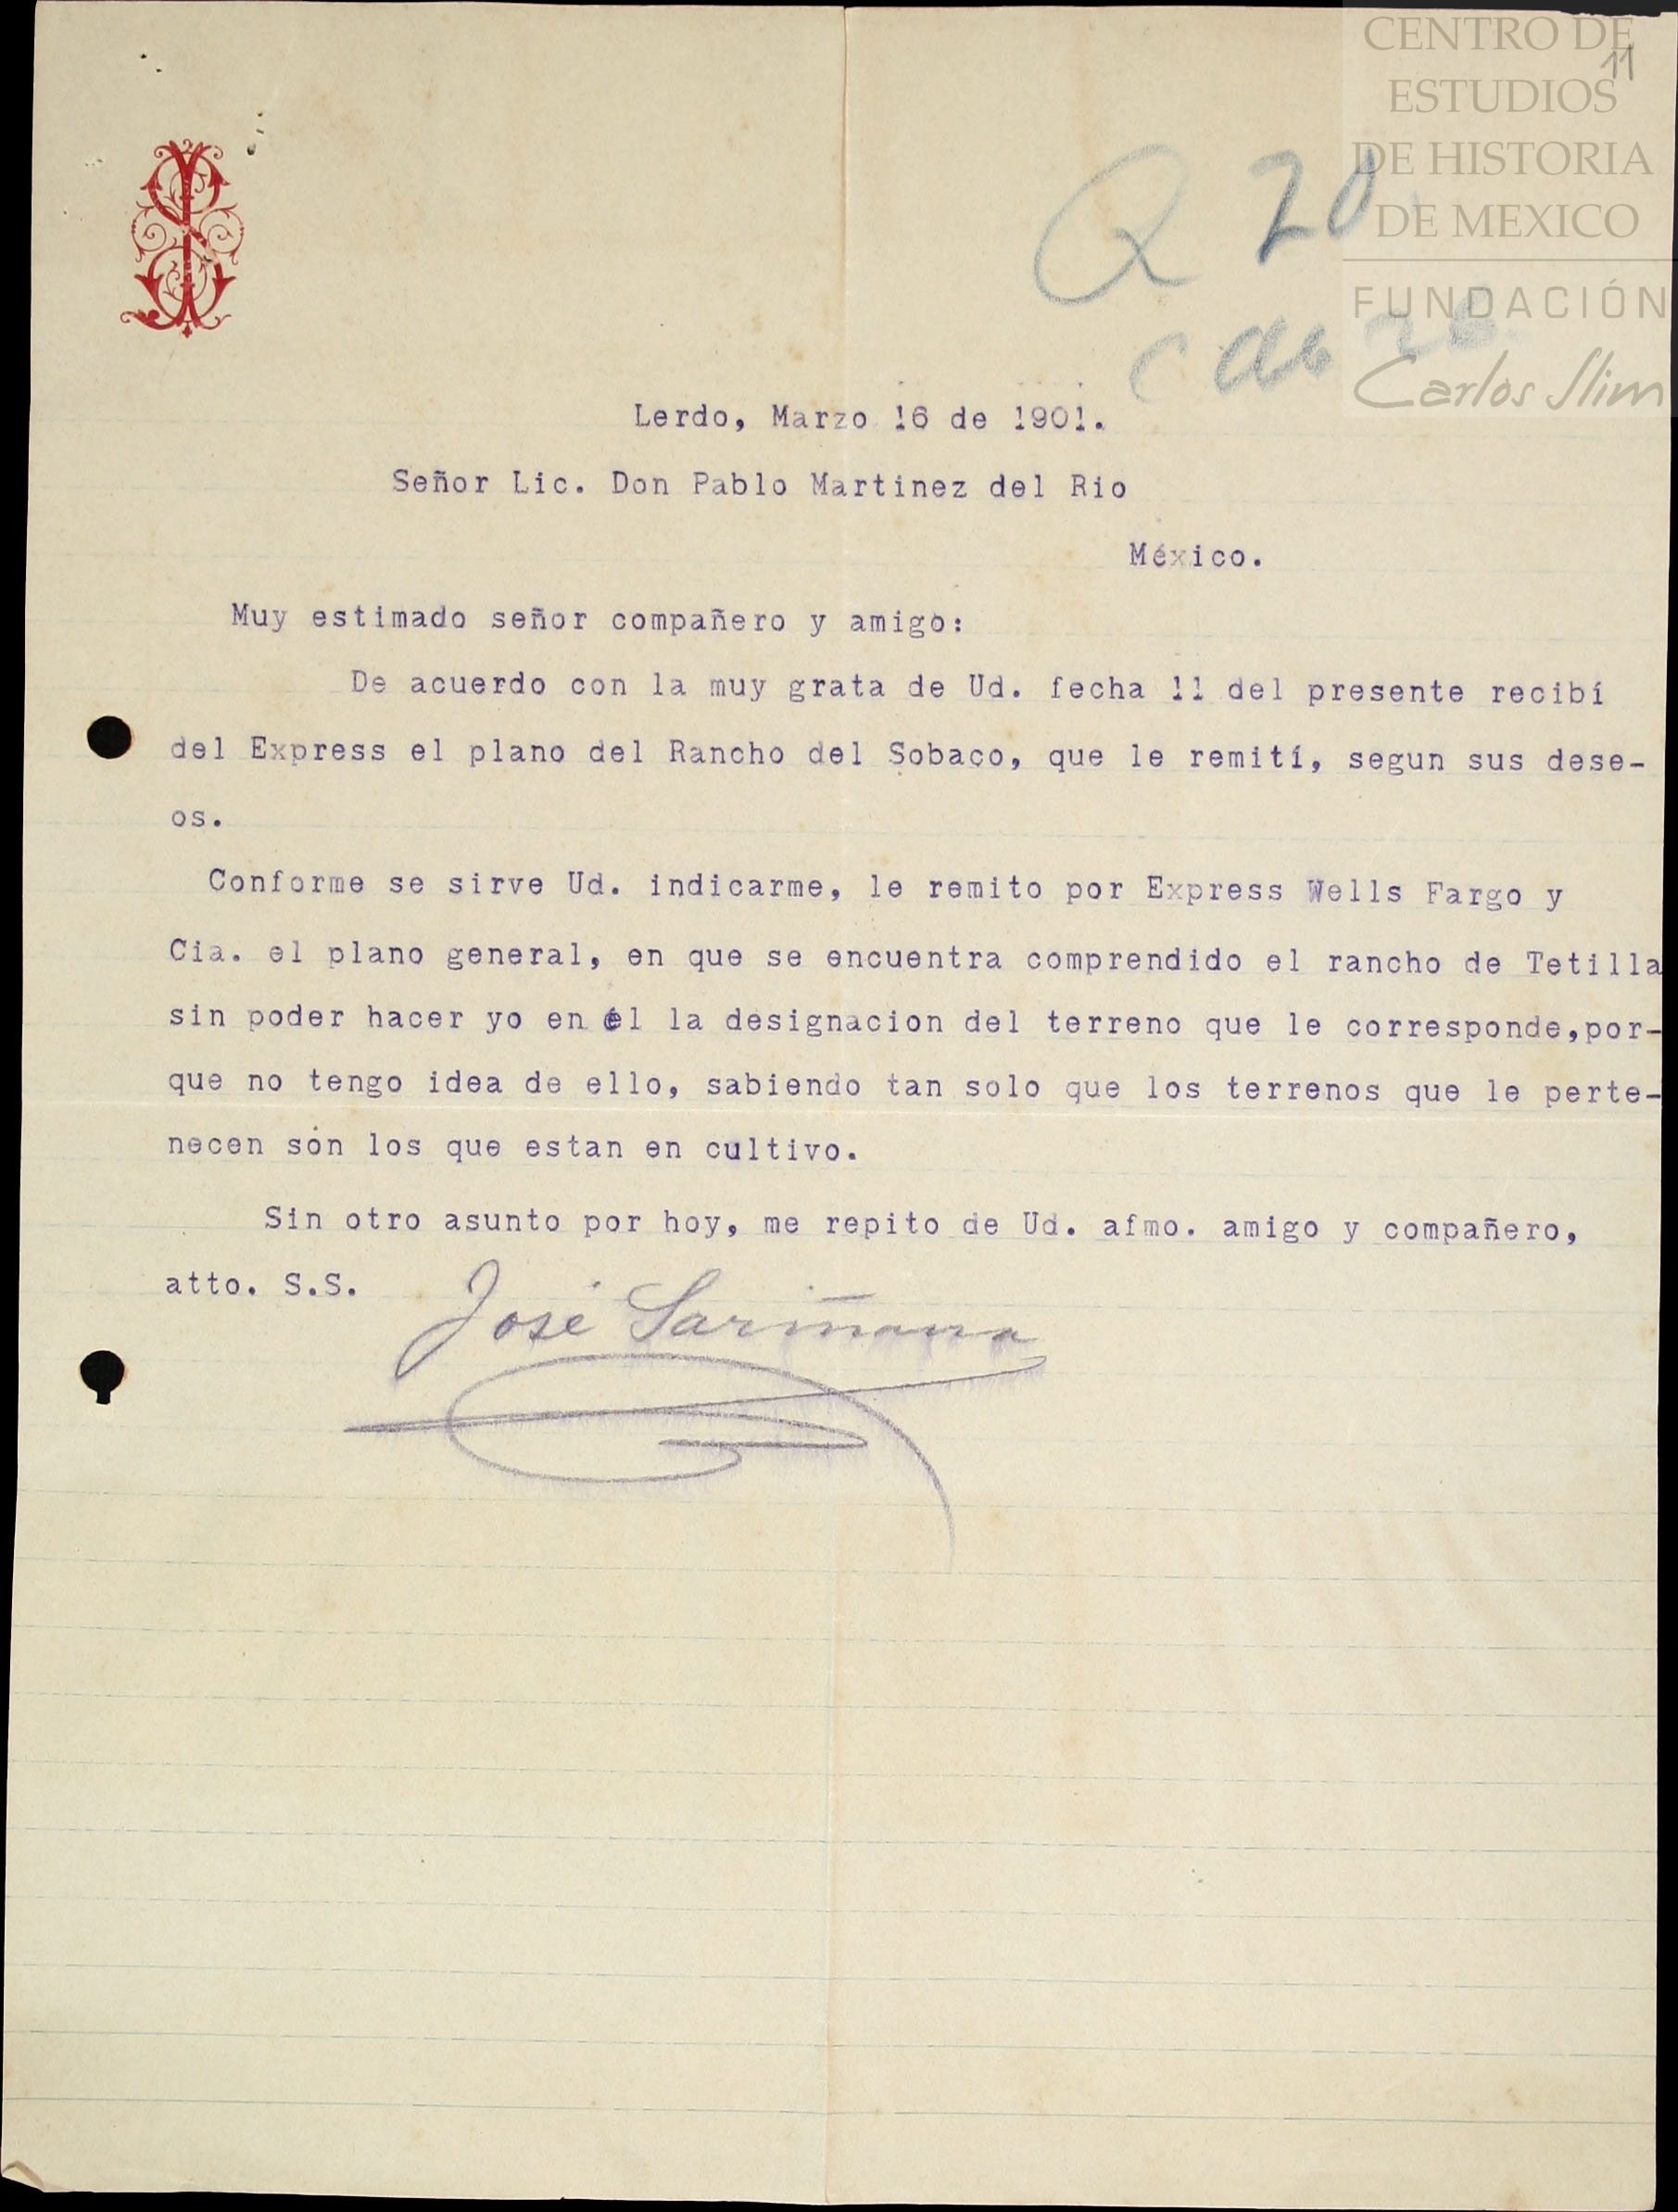 CENTRO DE
ESTUDIOS
DE HISTORIA
DE MEXICO
FUNDACIÓN
Carlos Slim
11
Q 20
Lerdo, Marzo 16 de 1901.
Señor Lic. Don Pablo Martinez del Rio
México.
Muy estimado señor compañero y amigo:
De acuerdo con la muy grata de Ud. fecha 11 del presente recibí
del Express el plano del Rancho del Sobaco, que le remití, segun sus dese-
os.
Conforme se sirve Ud. indicarme, le remito por Express Wells Fargo y
Cia. el plano general, en que se encuentra comprendido el rancho de Tetilla
sin poder hacer yo en él la designacion del terreno que le corresponde,por-
que no tengo idea de ello, sabiendo tan solo que los terrenos que le perte-
necen son los que estan en cultivo.
Sin otro asunto por hoy, me repito de Ud. afmo. amigo y compañero,
atto. S.S.
José Sariñana